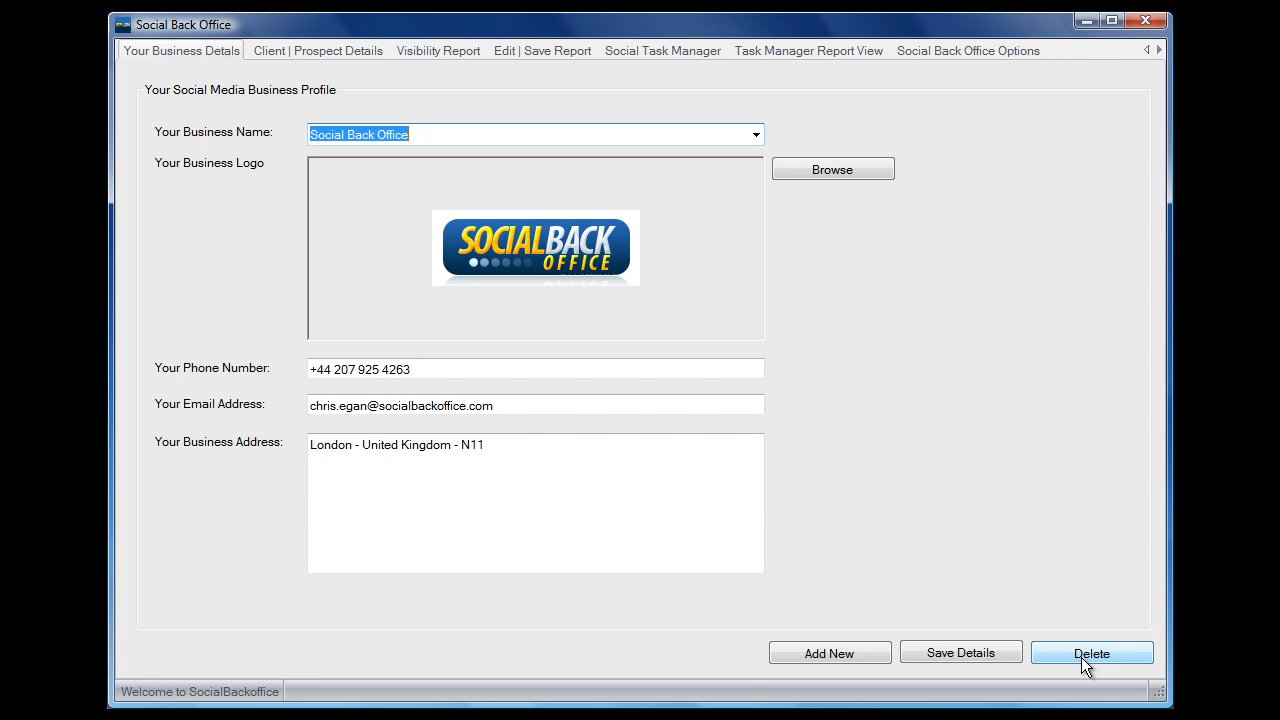 Social Back Office
Your Business Details Client | Prospect Details Visibility Report Edit | Save Report Social Task Manager Task Manager Report View Social Back Office Options
Your Social Media Business Profile
Your Business Name: Social Back Office
Your Business Logo Browse
SOCIALBACK
OFFICE
Your Phone Number: +44 207 925 4263
Your Email Address: chris.egan@socialbackoffice.com
Your Business Address: London - United Kingdom - N11
Add New Save Details Delete
Welcome to SocialBackoffice